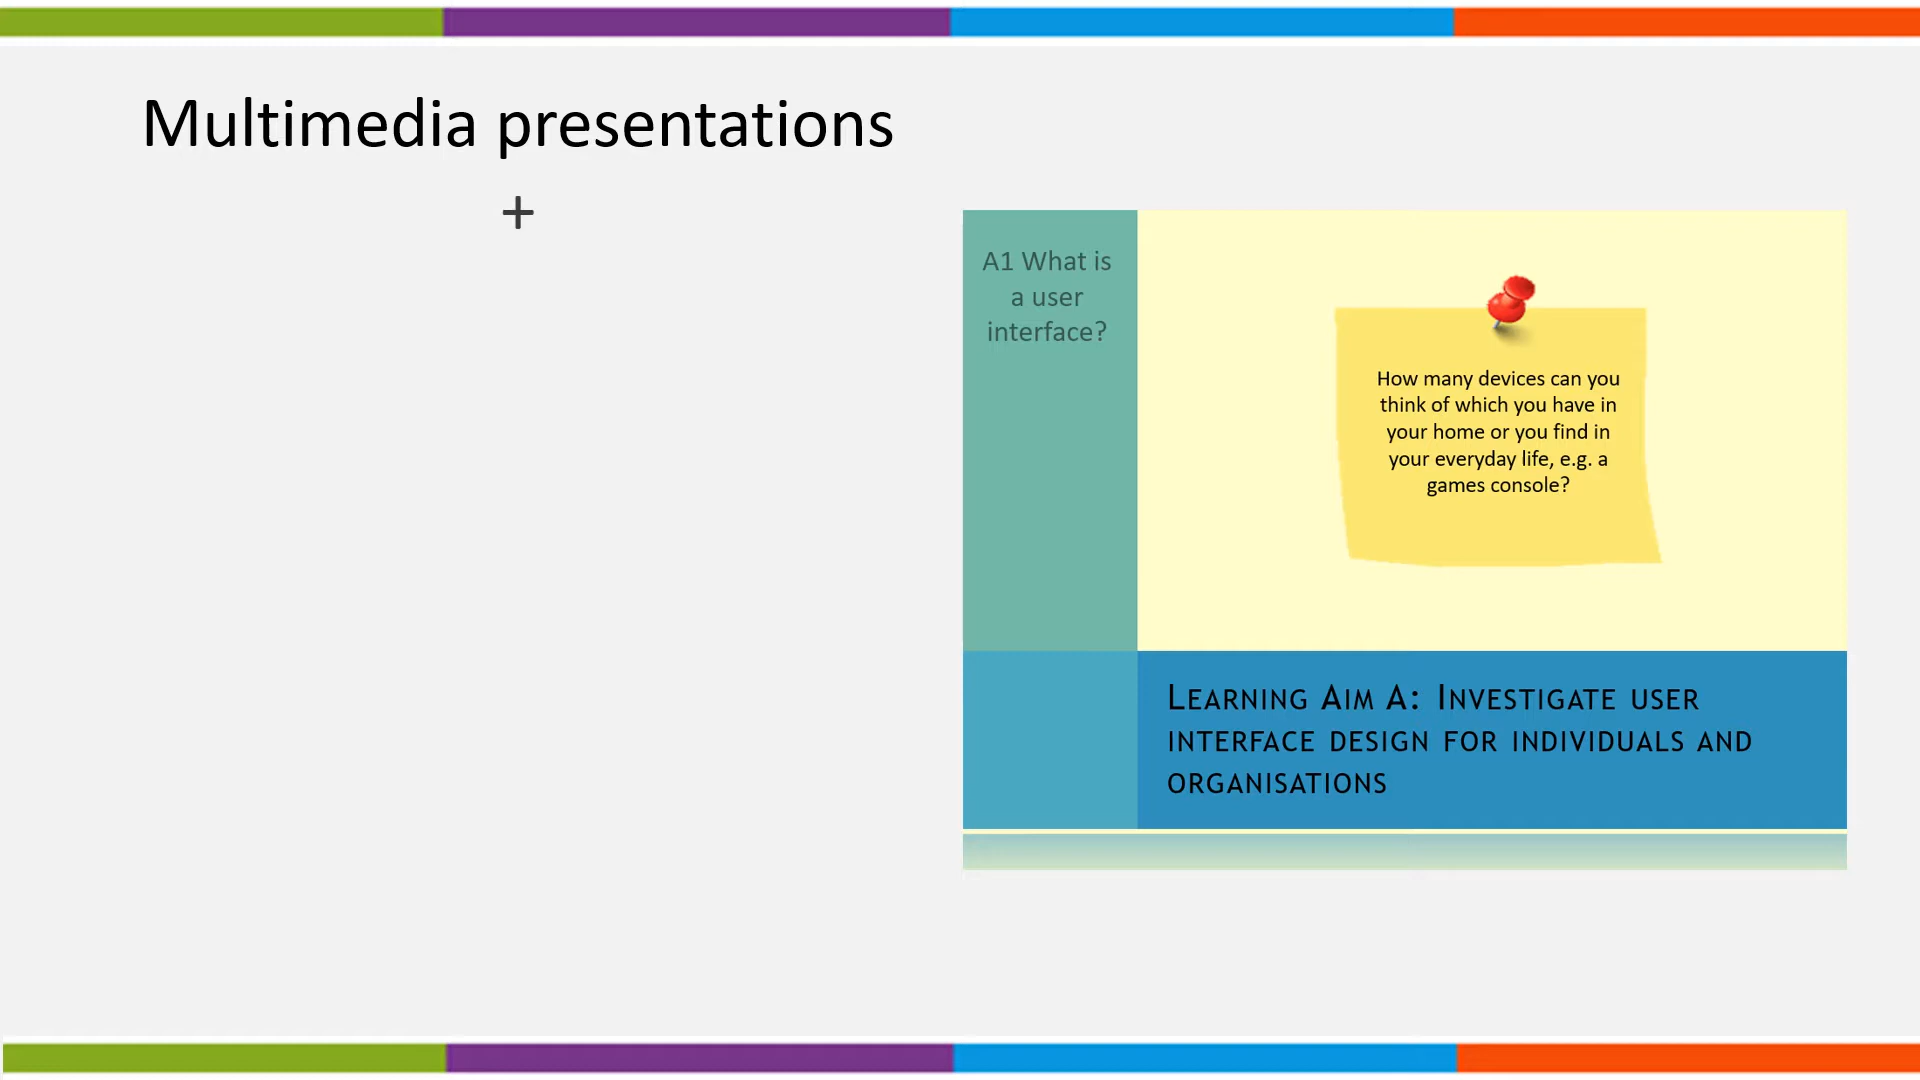 Multimedia presentations
+
A1 What is
a user
interface?
How many devices can you
think of which you have in
your home or you find in
your everyday life, e.g. a
games console?
LEARNING AIM A: INVESTIGATE USER
INTERFACE DESIGN FOR INDIVIDUALS AND
ORGANISATIONS